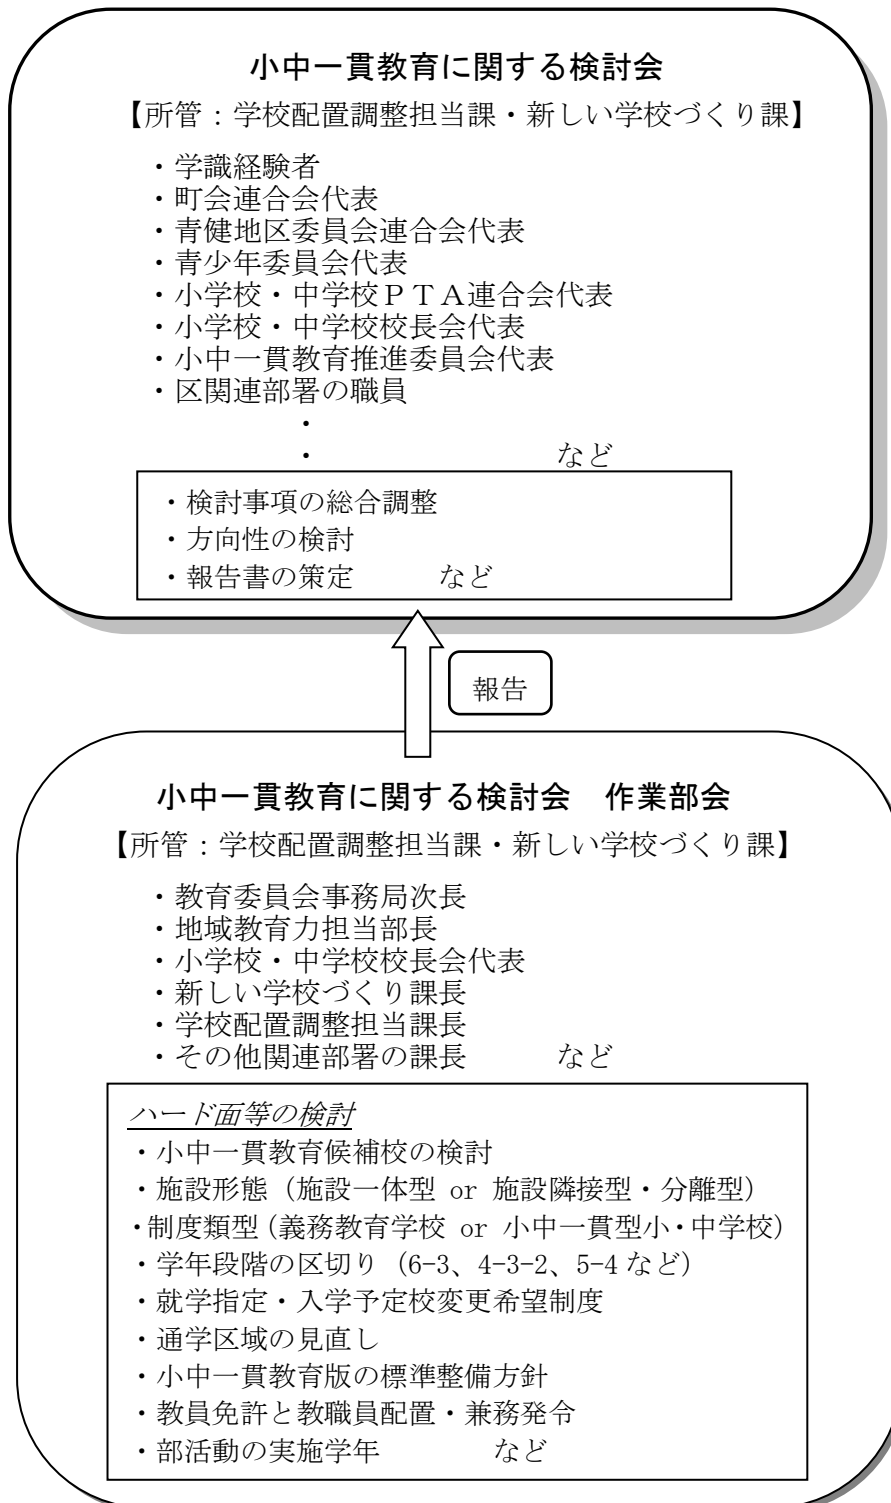 小中一貫教育に関する検討会
【所管：学校配置調整担当課・新しい学校づくり課】
・学識経験者
・町会連合会代表
・青健地区委員会連合会代表
・青少年委員会代表
・小学校・中学校ＰＴＡ連合会代表
・小学校・中学校校長会代表
・小中一貫教育推進委員会代表
・区関連部署の職員
・
・　　　　　　　　など
・検討事項の総合調整
・方向性の検討
・報告書の策定　　　など
報告
小中一貫教育に関する検討会　作業部会
【所管：学校配置調整担当課・新しい学校づくり課】
・教育委員会事務局次長
・地域教育力担当部長
・小学校・中学校校長会代表
・新しい学校づくり課長
・学校配置調整担当課長
・その他関連部署の課長　　　など
ハード面等の検討
・小中一貫教育候補校の検討
・施設形態（施設一体型 or 施設隣接型・分離型）
・制度類型（義務教育学校 or 小中一貫型小・中学校）
・学年段階の区切り（6-3、4-3-2、5-4 など）
・就学指定・入学予定校変更希望制度
・通学区域の見直し
・小中一貫教育版の標準整備方針
・教員免許と教職員配置・兼務発令
・部活動の実施学年　　　　など